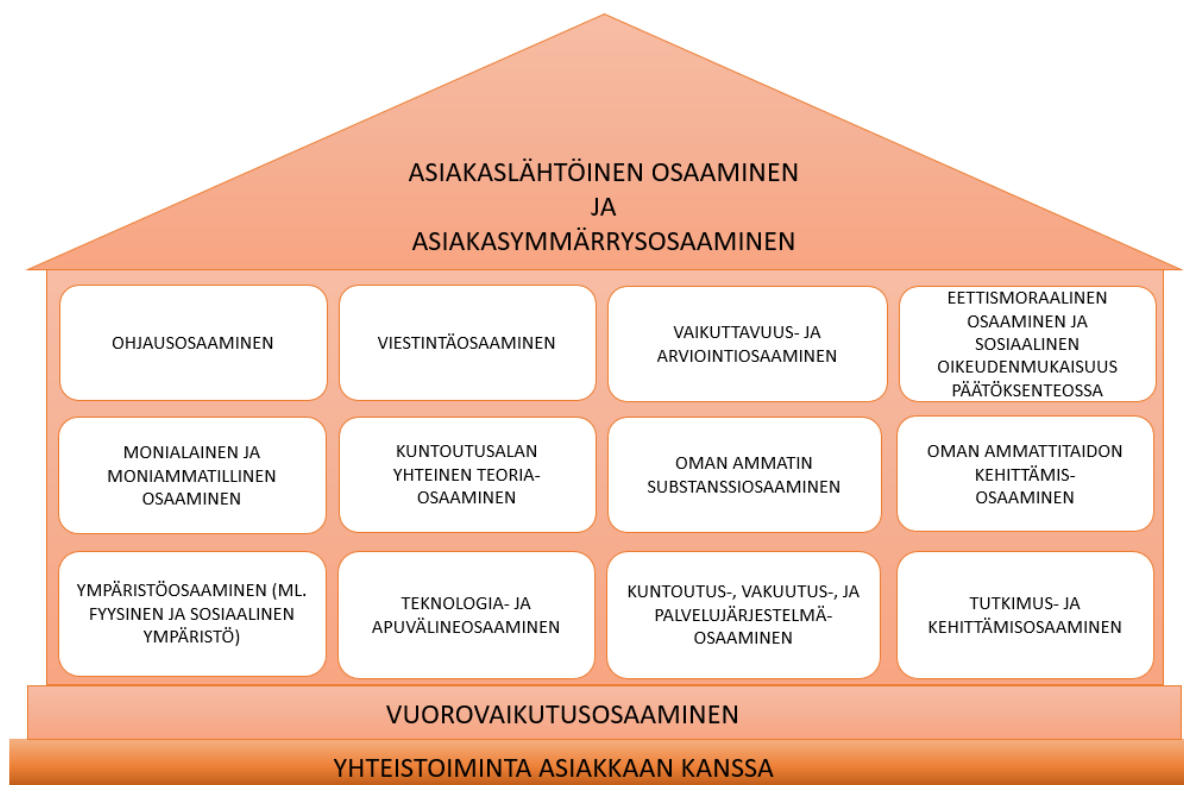 ASIAKASLÄHTÖINEN OSAAMINEN
JA
ASIAKASYMMÄRRYSOSAAMINEN
OHJAUSOSAAMINEN
VIESTINTÄOSAAMINEN
VAIKUTTAVUUS- JA
ARVIOINTIOSAAMINEN
EETTISMORAALINEN
OSAAMINEN JA
SOSIAALINEN
OIKEUDENMUKAISUUS
PÄÄTÖKSENTEOSSA
MONIALAINEN JA
MONIAMMATILLINEN
OSAAMINEN
KUNTOUTUSALAN
YHTEINEN TEORIA-
OSAAMINEN
OMAN AMMATIN
SUBSTANSSIOSAAMINEN
OMAN AMMATTITAIDON
KEHITTÄMIS-
OSAAMINEN
YMPÄRISTÖOSAAMINEN (ML.
FYYSINEN JA SOSIAALINEN
YMPÄRISTÖ)
TEKNOLOGIA- JA
APUVÄLINEOSAAMINEN
KUNTOUTUS-, VAKUUTUS-, JA
PALVELUJÄRJESTELMÄ-
OSAAMINEN
TUTKIMUS- JA
KEHITTÄMISOSAAMINEN
VUOROVAIKUTUSOSAAMINEN
YHTEISTOIMINTA ASIAKKAAN KANSSA